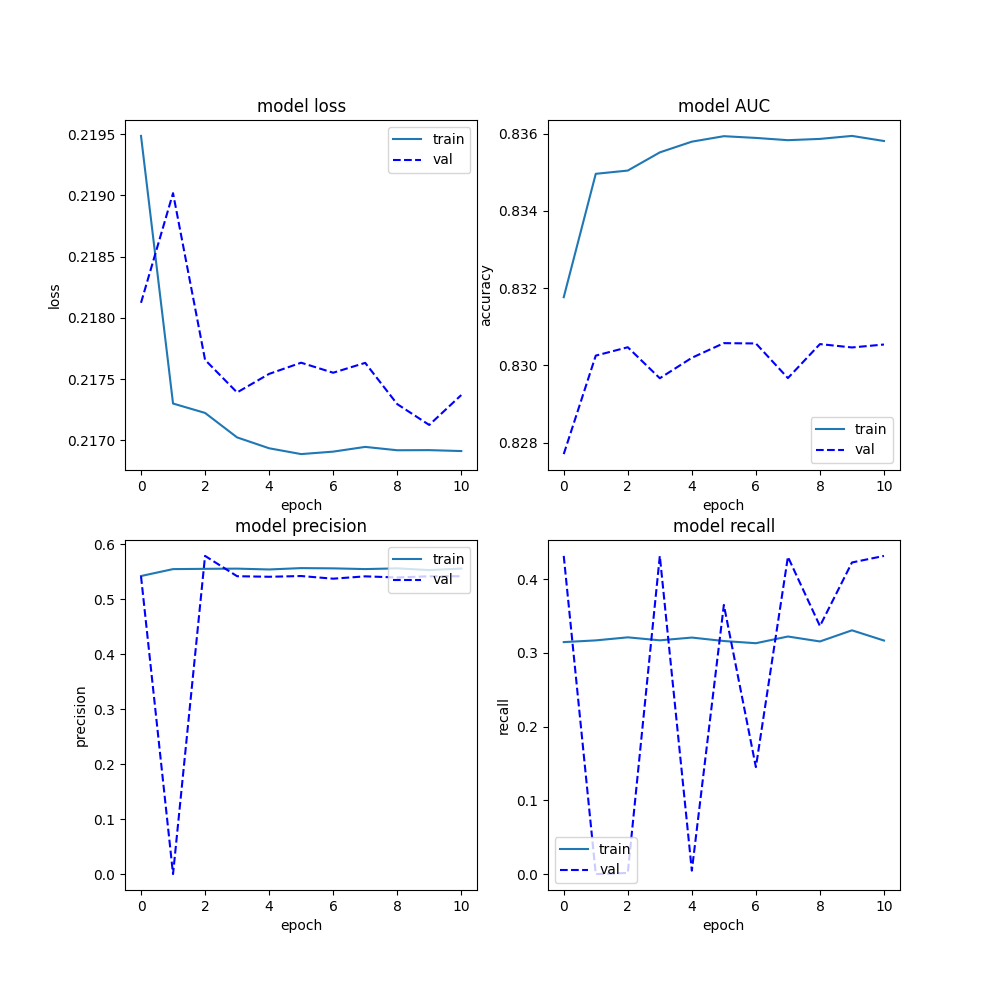 model loss
train
val
0.2195
0.2190
0.2185
0.2180
0.2175
0.2170
loss
0 2 4 6 8 10
epoch
model AUC
0.836
0.834
0.832
0.830
0.828
accuracy
train
val
0 2 4 6 8 10
epoch
model precision
train
val
0.6
0.5
0.4
0.3
0.2
0.1
0.0
precision
0 2 4 6 8 10
epoch
model recall
0.4
0.3
0.2
0.1
0.0
recall
train
val
0 2 4 6 8 10
epoch